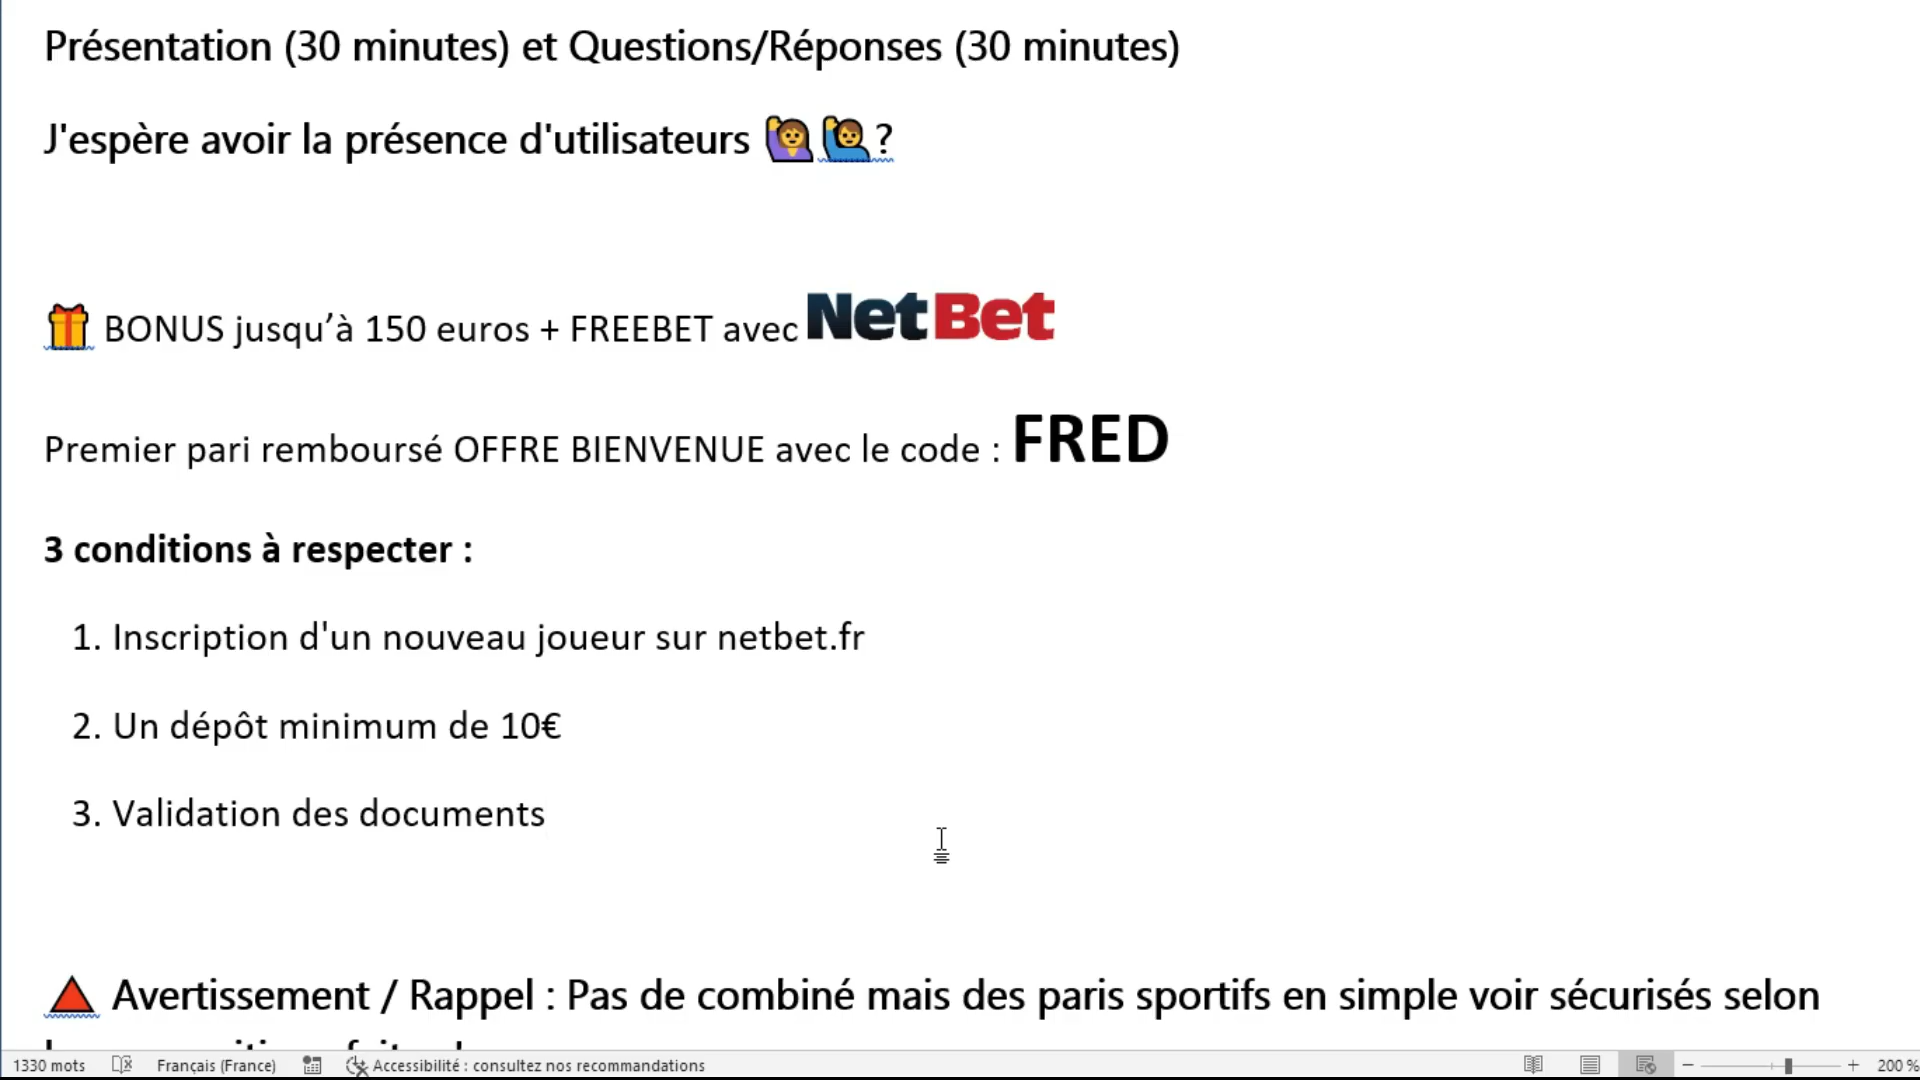 Présentation (30 minutes) et Questions/Réponses (30 minutes)
J'espère avoir la présence d'utilisateurs 🙋‍♀️🙋‍♂️?
🎁 BONUS jusqu’à 150 euros + FREEBET avec NetBet
Premier pari remboursé OFFRE BIENVENUE avec le code : FRED
3 conditions à respecter :
1. Inscription d'un nouveau joueur sur netbet.fr
2. Un dépôt minimum de 10€
3. Validation des documents
🔺 Avertissement / Rappel : Pas de combiné mais des paris sportifs en simple voir sécurisés selon
1330 mots Français (France) Accessibilité : consultez nos recommandations − + 200 %